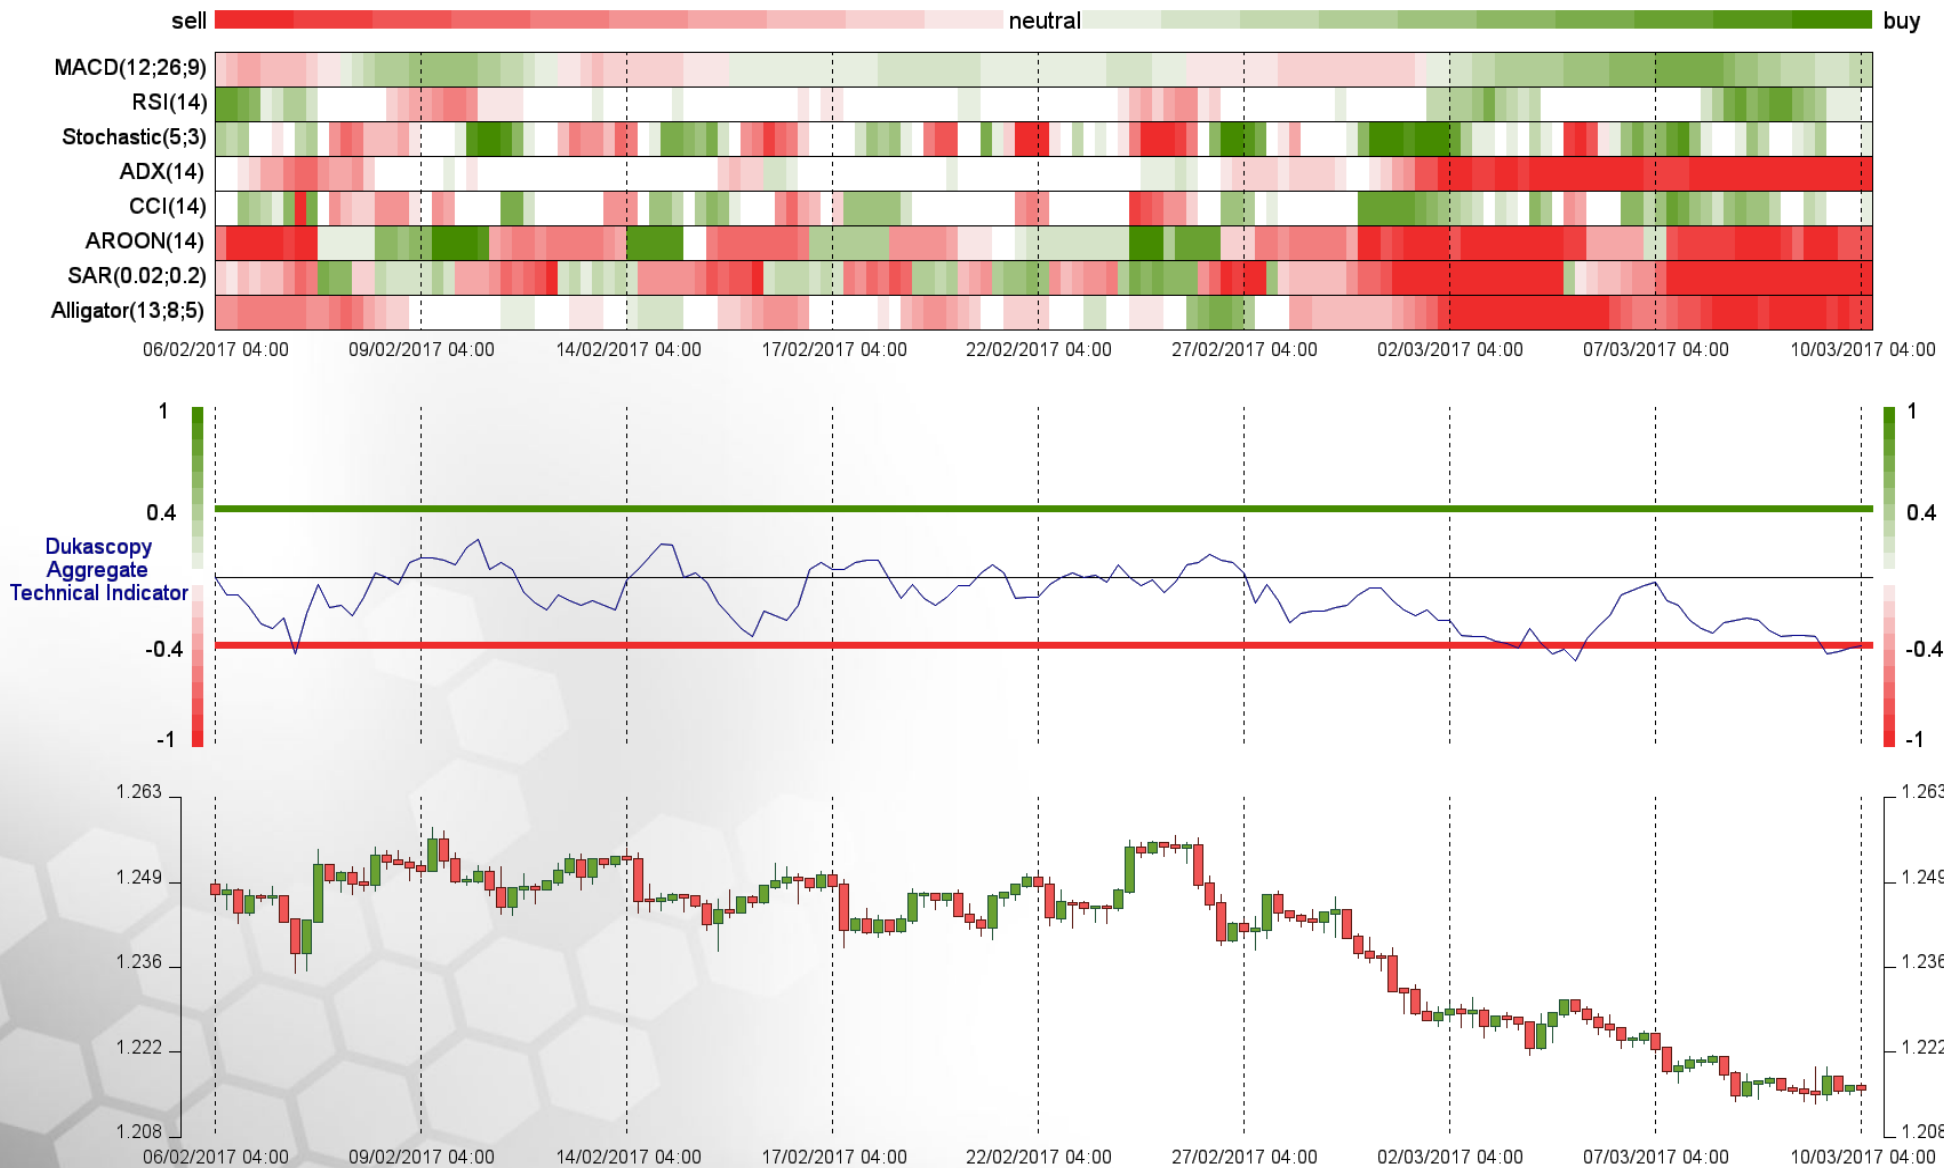 sell neutral buy
MACD(12;26;9)
RSI(14)
Stochastic(5;3)
ADX(14)
CCI(14)
AROON(14)
SAR(0.02;0.2)
Alligator(13;8;5)
06/02/2017 04:00 09/02/2017 04:00 14/02/2017 04:00 17/02/2017 04:00 22/02/2017 04:00 27/02/2017 04:00 02/03/2017 04:00 07/03/2017 04:00 10/03/2017 04:00
1 1
0.4 0.4
Dukascopy
Aggregate
Technical Indicator
-0.4 -0.4
-1 -1
1.263 1.263
1.249 1.249
1.236 1.236
1.222 1.222
1.208 1.208
06/02/2017 04:00 09/02/2017 04:00 14/02/2017 04:00 17/02/2017 04:00 22/02/2017 04:00 27/02/2017 04:00 02/03/2017 04:00 07/03/2017 04:00 10/03/2017 04:00